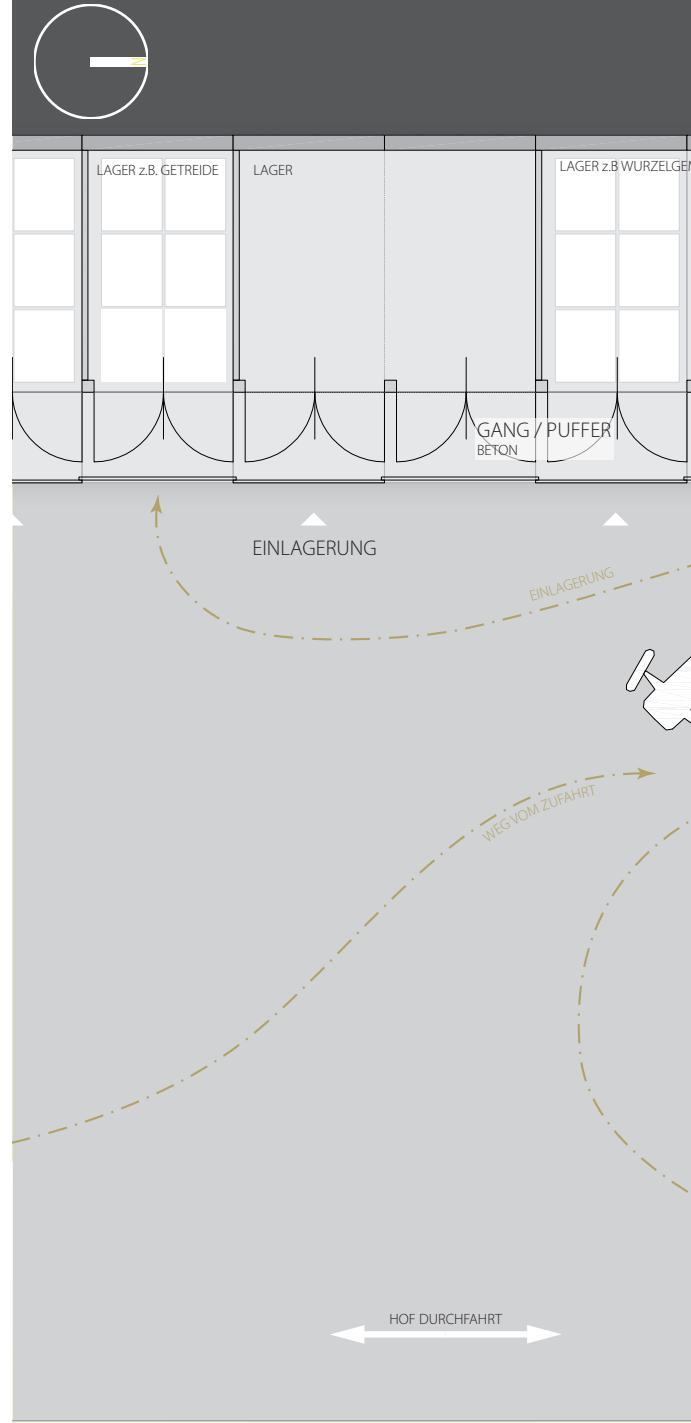 N
LAGER z.B. GETREIDE
LAGER
LAGER z.B WURZELGEM
GANG / PUFFER
BETON
EINLAGERUNG
EINLAGERUNG
WEG VOM ZUFAHRT
HOF DURCHFAHRT